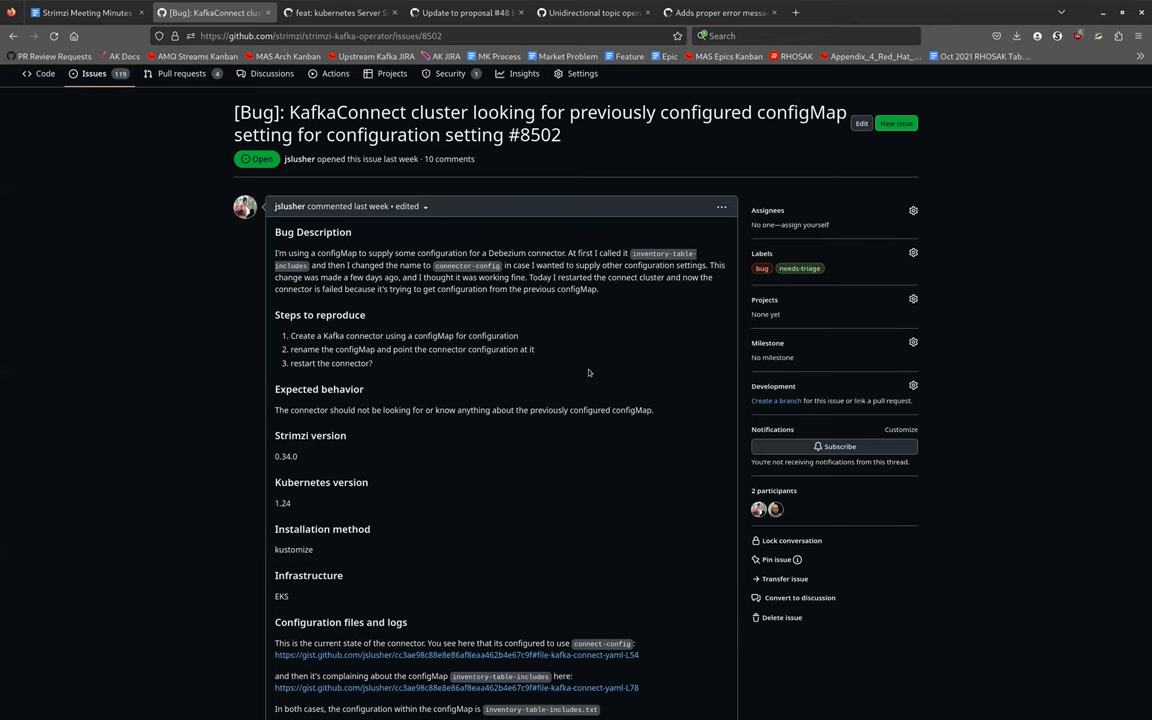 Strimzi Meeting Minutes
[Bug]: KafkaConnect clust
feat: kubernetes Server S
Update to proposal #48 b
Unidirectional topic oper
Adds proper error messa
https://github.com/strimzi/strimzi-kafka-operator/issues/8502
Search
PR Review Requests
AK Docs
AMQ Streams Kanban
MAS Arch Kanban
Upstream Kafka JIRA
AK JIRA
MK Process
Market Problem
Feature
Epic
MAS Epics Kanban
RHOSAK
Appendix_4_Red_Hat_...
Oct 2021 RHOSAK Tab...
Code
Issues 119
Pull requests 4
Discussions
Actions
Projects
Security 1
Insights
Settings
[Bug]: KafkaConnect cluster looking for previously configured configMap
setting for configuration setting #8502
Edit
New issue
Open
jslusher opened this issue last week · 10 comments
jslusher commented last week • edited
Bug Description
I'm using a configMap to supply some configuration for a Debezium connector. At first I called it inventory-table-
includes and then I changed the name to connector-config in case I wanted to supply other configuration settings. This
change was made a few days ago, and I thought it was working fine. Today I restarted the connect cluster and now the
connector is failed because it's trying to get configuration from the previous configMap.
Steps to reproduce
1. Create a Kafka connector using a configMap for configuration
2. rename the configMap and point the connector configuration at it
3. restart the connector?
Expected behavior
The connector should not be looking for or know anything about the previously configured configMap.
Strimzi version
0.34.0
Kubernetes version
1.24
Installation method
kustomize
Infrastructure
EKS
Configuration files and logs
This is the current state of the connector. You see here that its configured to use connect-config:
https://gist.github.com/jslusher/cc3ae98c88e8e86af8eaa462b4e67c9f#file-kafka-connect-yaml-L54
and then it's complaining about the configMap inventory-table-includes here:
https://gist.github.com/jslusher/cc3ae98c88e8e86af8eaa462b4e67c9f#file-kafka-connect-yaml-L78
In both cases, the configuration within the configMap is inventory-table-includes.txt
Assignees
No one—assign yourself
Labels
bug
needs-triage
Projects
None yet
Milestone
No milestone
Development
Create a branch for this issue or link a pull request.
Notifications
Customize
Subscribe
You're not receiving notifications from this thread.
2 participants
Lock conversation
Pin issue
Transfer issue
Convert to discussion
Delete issue